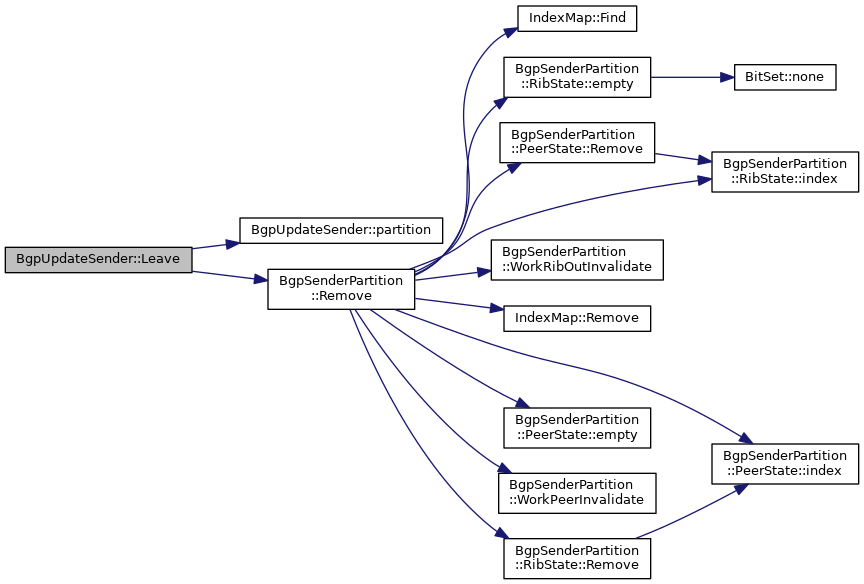 IndexMap::Find
BgpSenderPartition
::RibState::empty
BitSet::none
BgpSenderPartition
::PeerState::Remove
BgpSenderPartition
::RibState::index
BgpUpdateSender::partition
BgpUpdateSender::Leave
BgpSenderPartition
::WorkRibOutInvalidate
BgpSenderPartition
::Remove
IndexMap::Remove
BgpSenderPartition
::PeerState::empty
BgpSenderPartition
::PeerState::index
BgpSenderPartition
::WorkPeerInvalidate
BgpSenderPartition
::RibState::Remove